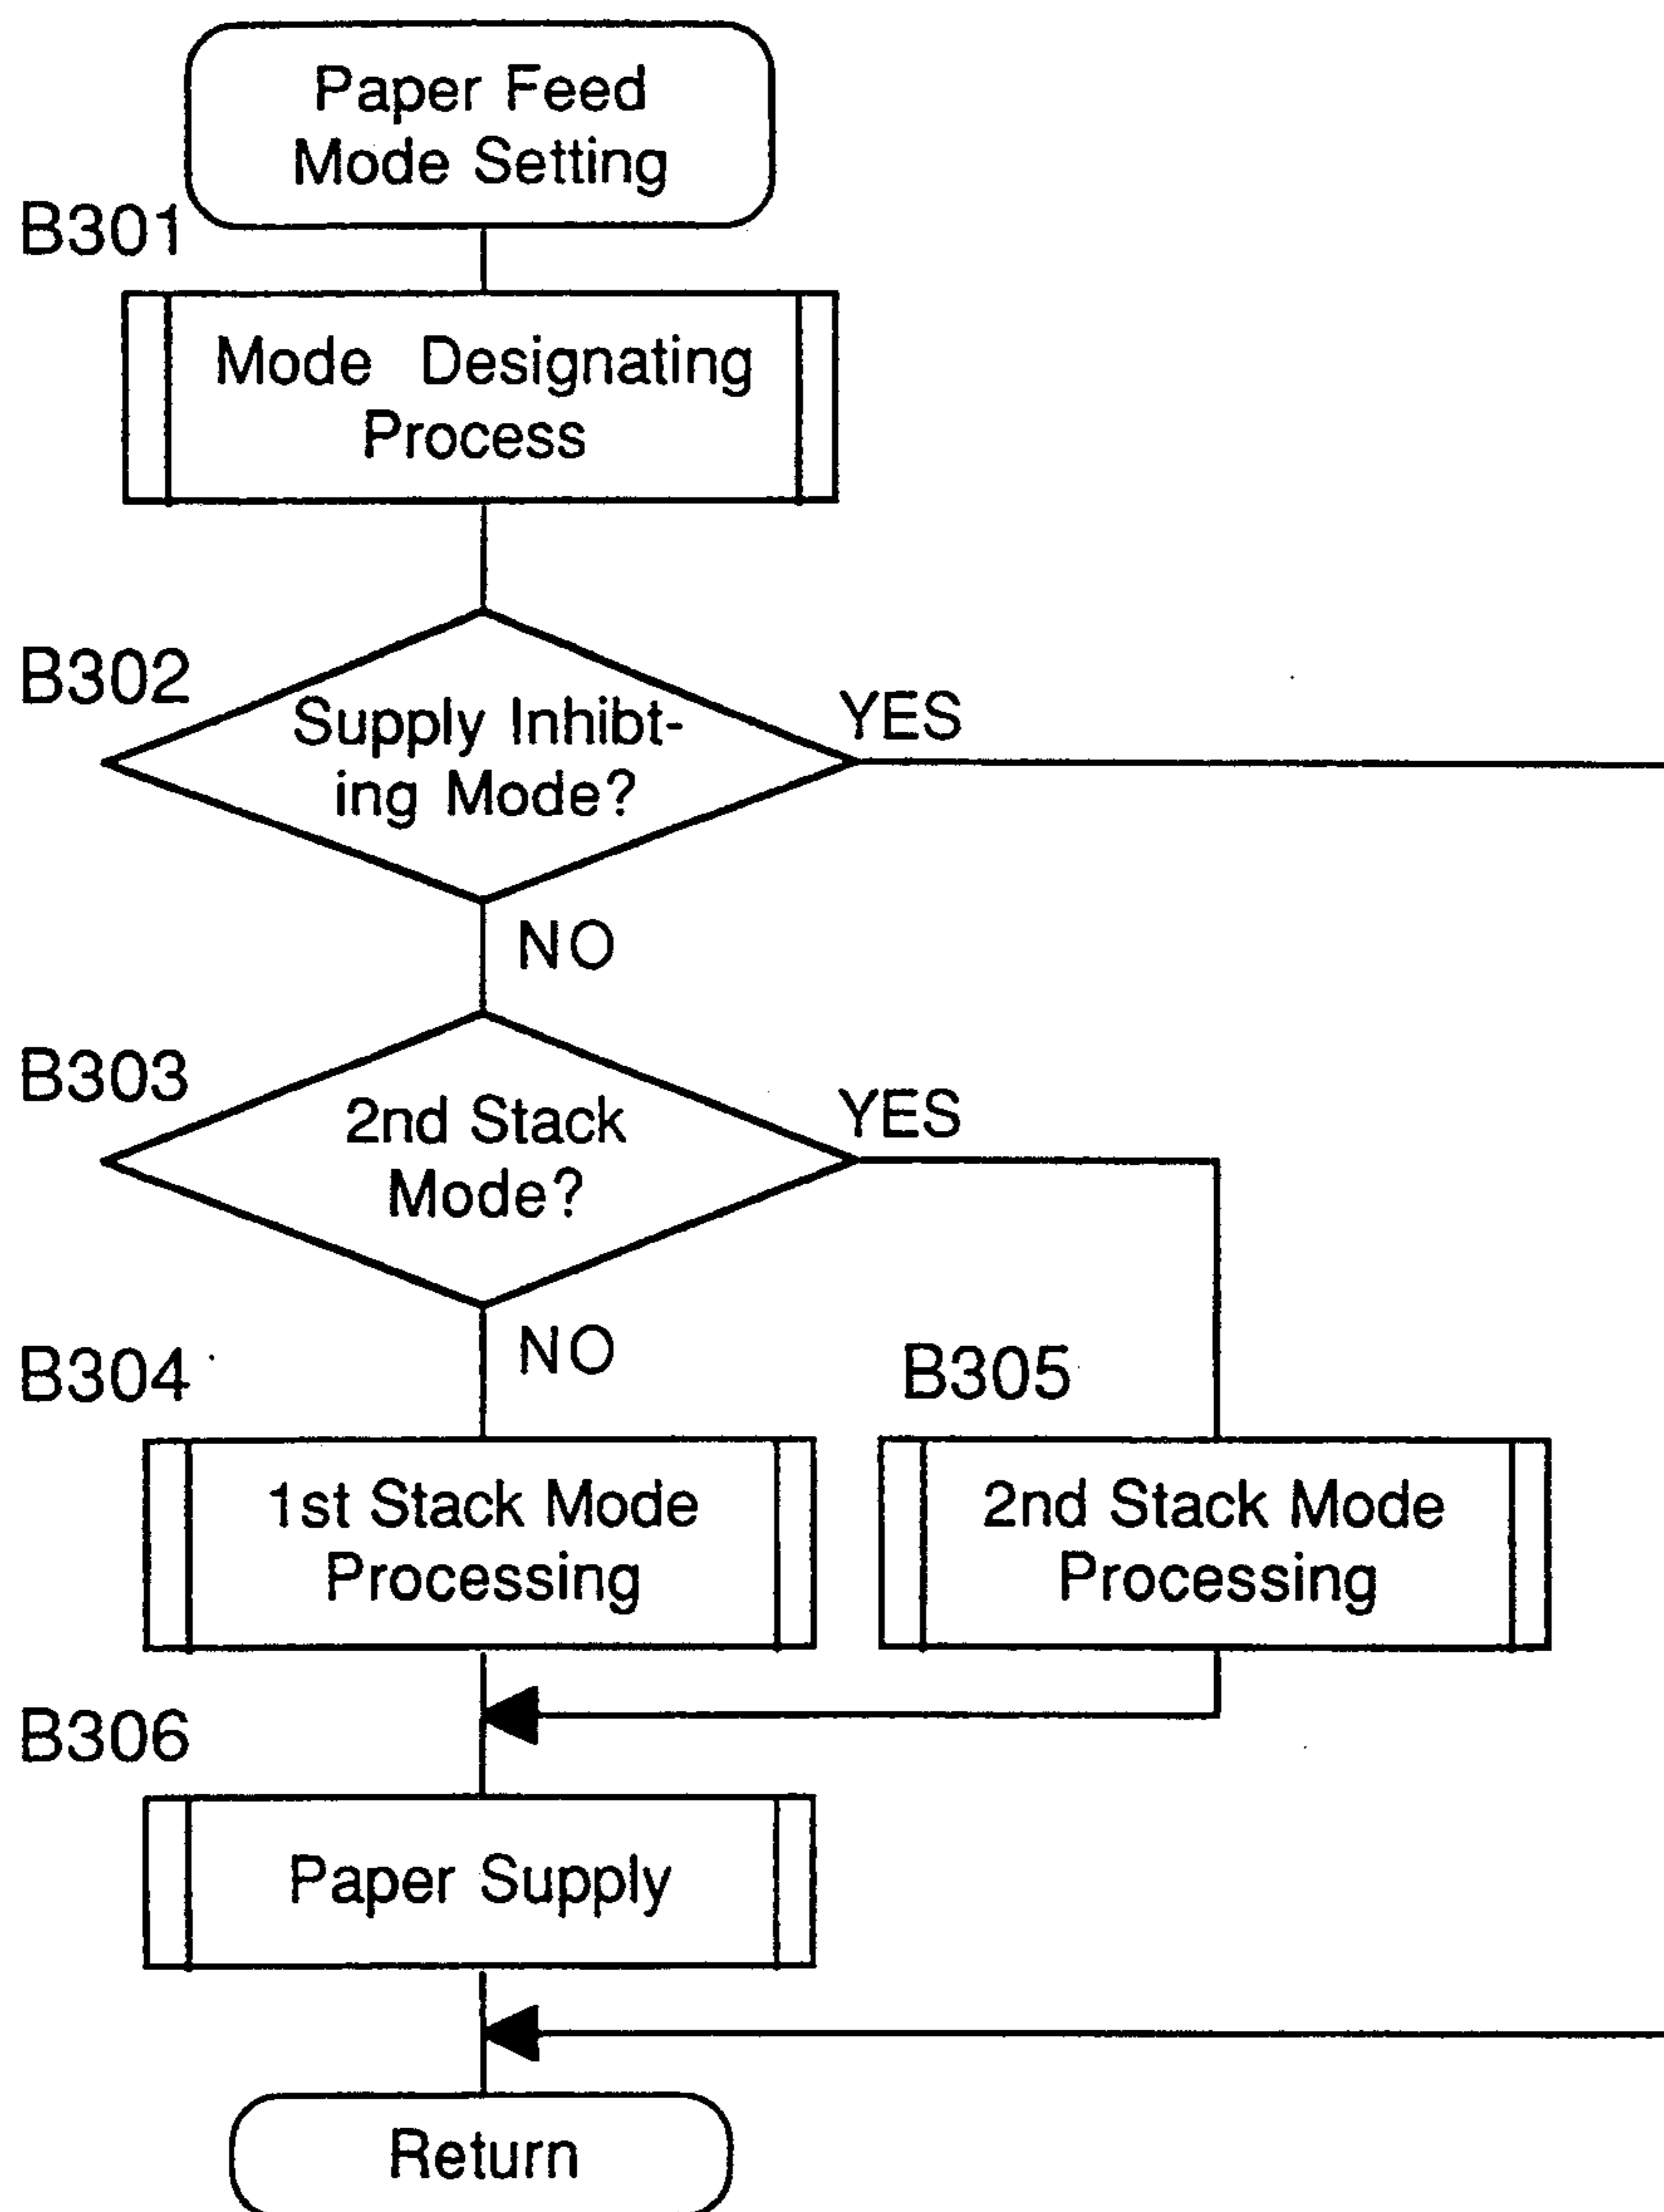 Paper Feed
Mode Setting
B301
Mode Designating
Process
B302
Supply Inhibt-
ing Mode?
YES
NO
B303
2nd Stack
Mode?
YES
NO
B304
B305
1st Stack Mode
Processing
2nd Stack Mode
Processing
B306
Paper Supply
Return